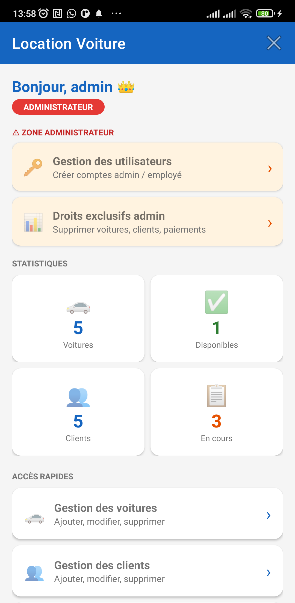 13:58
80
Location Voiture
Bonjour, admin
ADMINISTRATEUR
⚠ ZONE ADMINISTRATEUR
Gestion des utilisateurs
Créer comptes admin / employé
Droits exclusifs admin
Supprimer voitures, clients, paiements
STATISTIQUES
5
Voitures
1
Disponibles
5
Clients
3
En cours
ACCÈS RAPIDES
Gestion des voitures
Ajouter, modifier, supprimer
Gestion des clients
Ajouter, modifier, supprimer